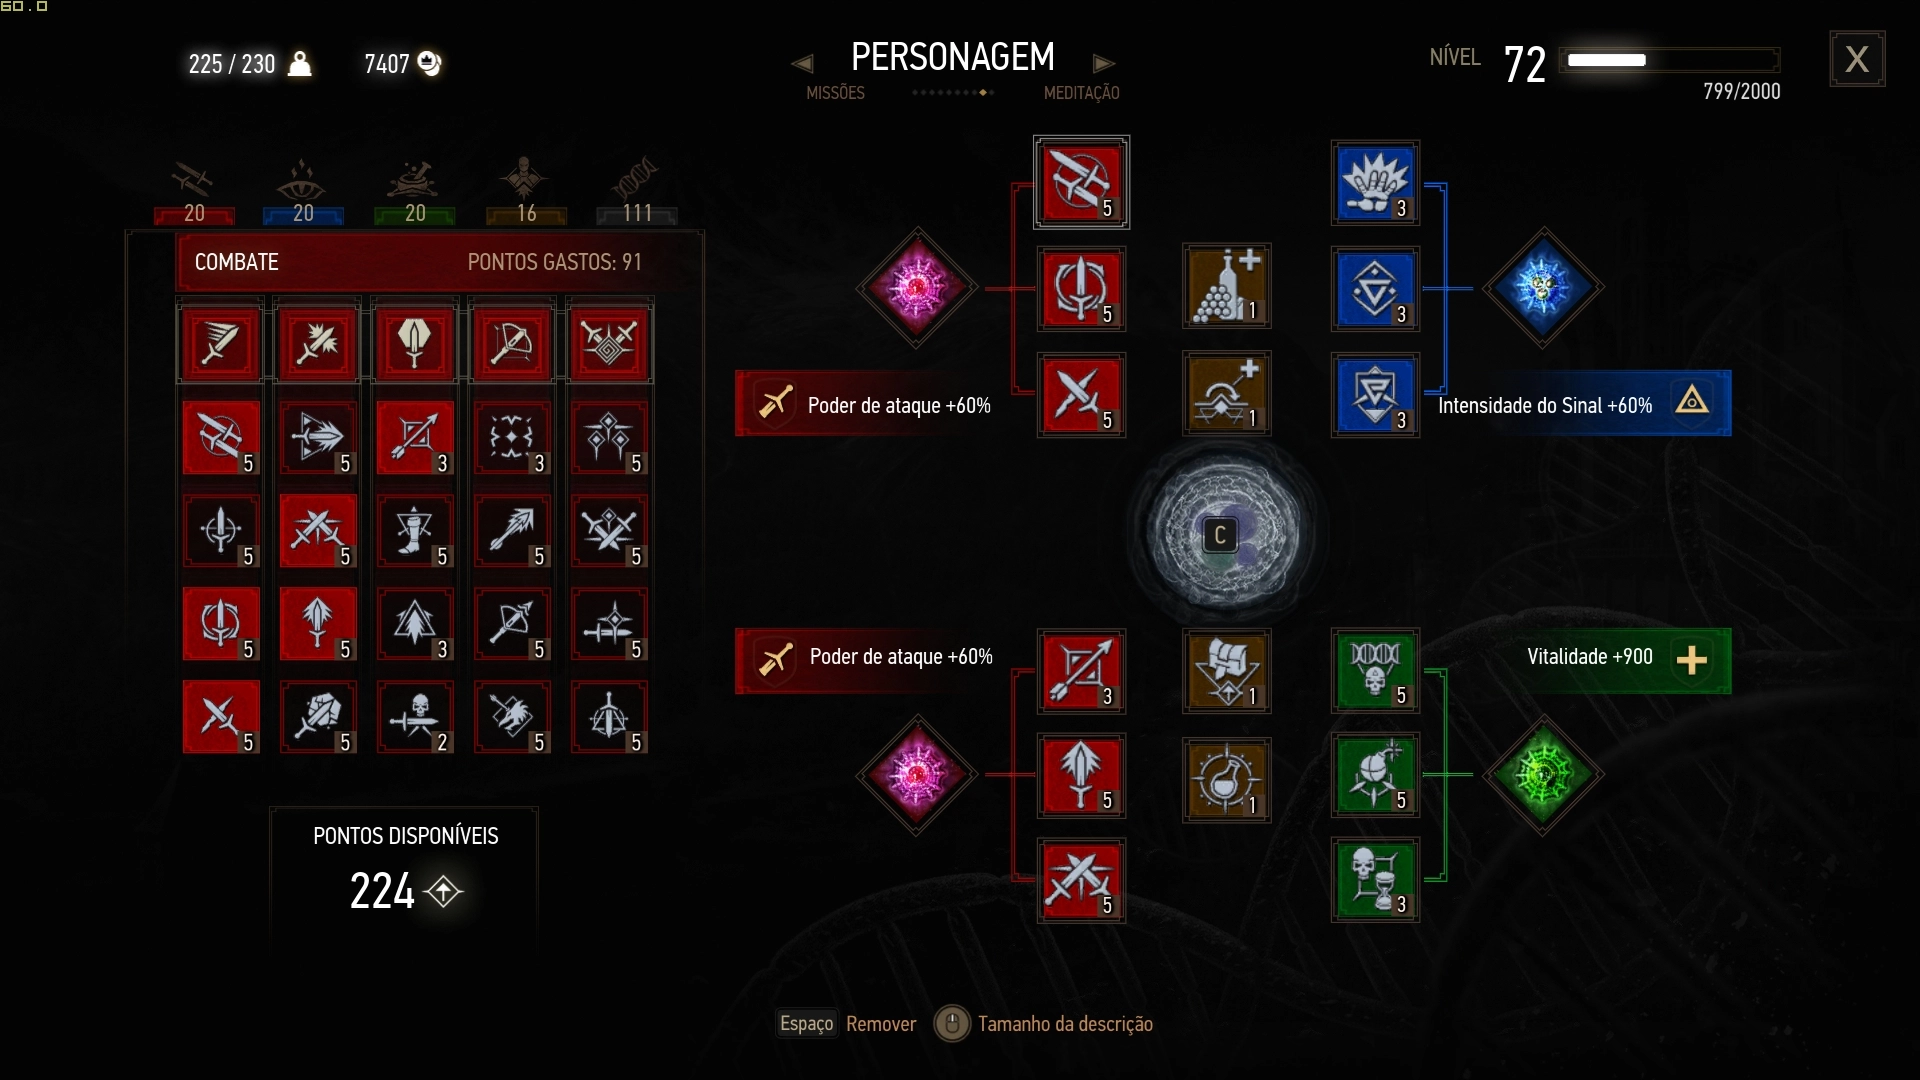 60.0
225 / 230
7407
PERSONAGEM
MISSÕES
MEDITAÇÃO
NÍVEL 72
799/2000
X
20 20 20 16 111
COMBATE PONTOS GASTOS: 91
5 5 3 3 5
5 5 5 5 5
5 5 3 5 5
5 5 2 5 5
PONTOS DISPONÍVEIS
224
5 3
5 1 3
5 1 3
Poder de ataque +60%
Intensidade do Sinal +60%
C
Poder de ataque +60%
Vitalidade +900
3 1 5
5 1 5
5 3
Espaço Remover Tamanho da descrição